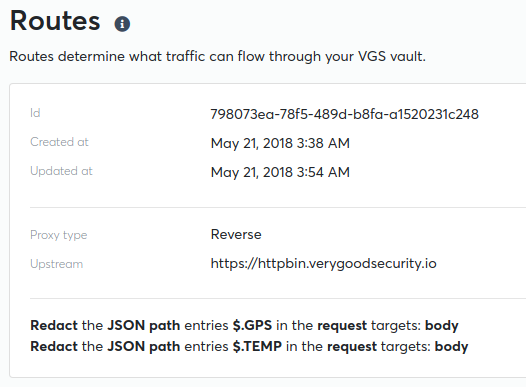 Routes
Routes determine what traffic can flow through your VGS vault.
Id 798073ea-78f5-489d-b8fa-a1520231c248
Created at May 21, 2018 3:38 AM
Updated at May 21, 2018 3:54 AM
Proxy type Reverse
Upstream https://httpbin.verygoodsecurity.io
Redact the JSON path entries $.GPS in the request targets: body
Redact the JSON path entries $.TEMP in the request targets: body